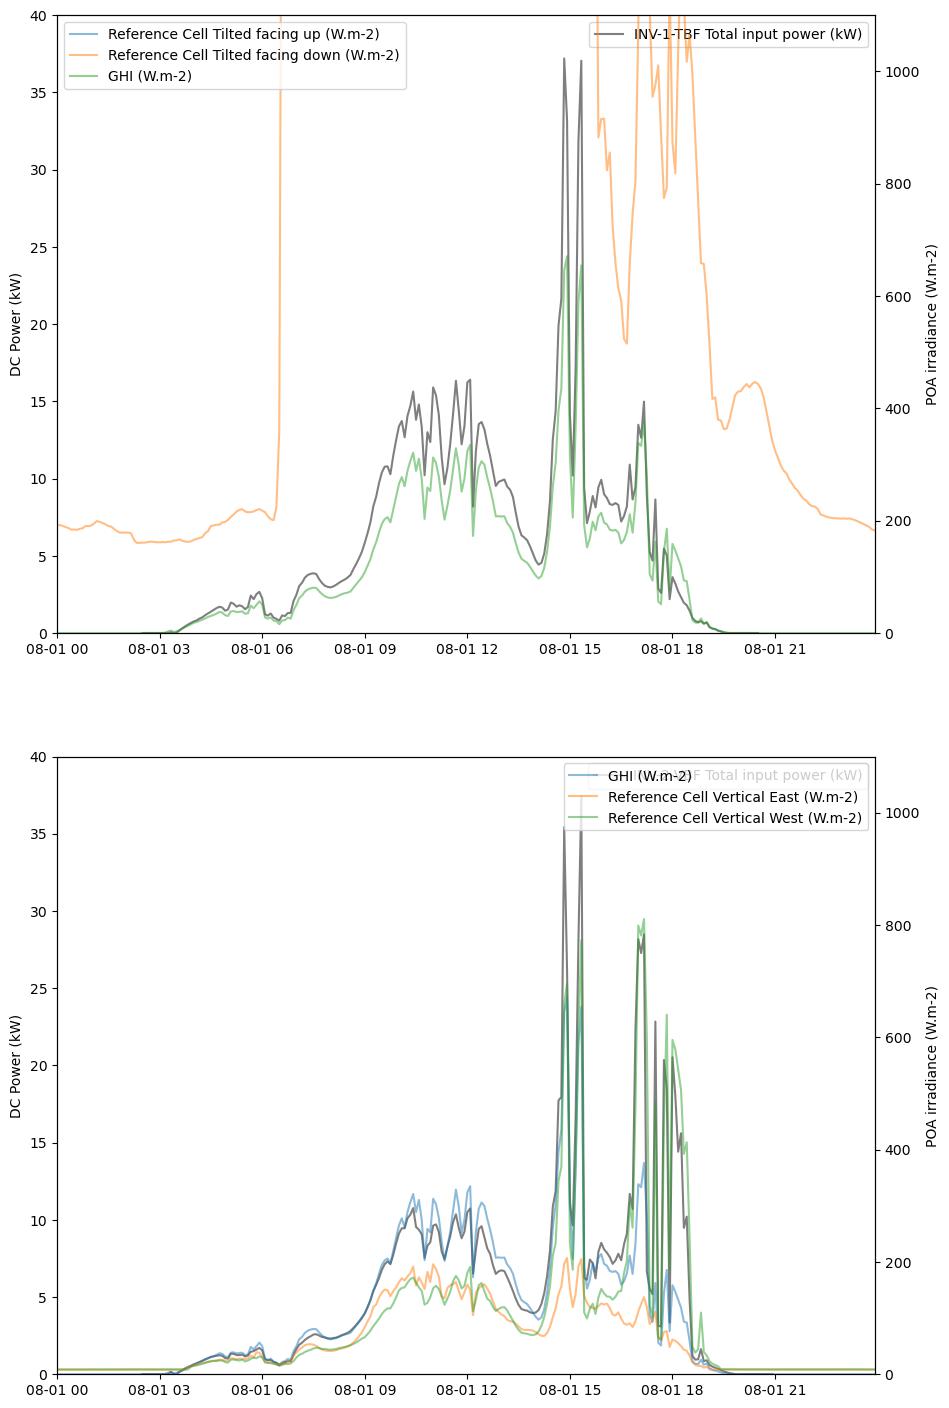 Reference Cell Tilted facing up (W.m-2)
Reference Cell Tilted facing down (W.m-2)
GHI (W.m-2)
INV-1-TBF Total input power (kW)
DC Power (kW)
40
35
30
25
20
15
10
5
0
POA irradiance (W.m-2)
1000
800
600
400
200
0
08-01 00 08-01 03 08-01 06 08-01 09 08-01 12 08-01 15 08-01 18 08-01 21
GHI (W.m-2)
Total input power (kW)
Reference Cell Vertical East (W.m-2)
Reference Cell Vertical West (W.m-2)
DC Power (kW)
40
35
30
25
20
15
10
5
0
POA irradiance (W.m-2)
1000
800
600
400
200
0
08-01 00 08-01 03 08-01 06 08-01 09 08-01 12 08-01 15 08-01 18 08-01 21